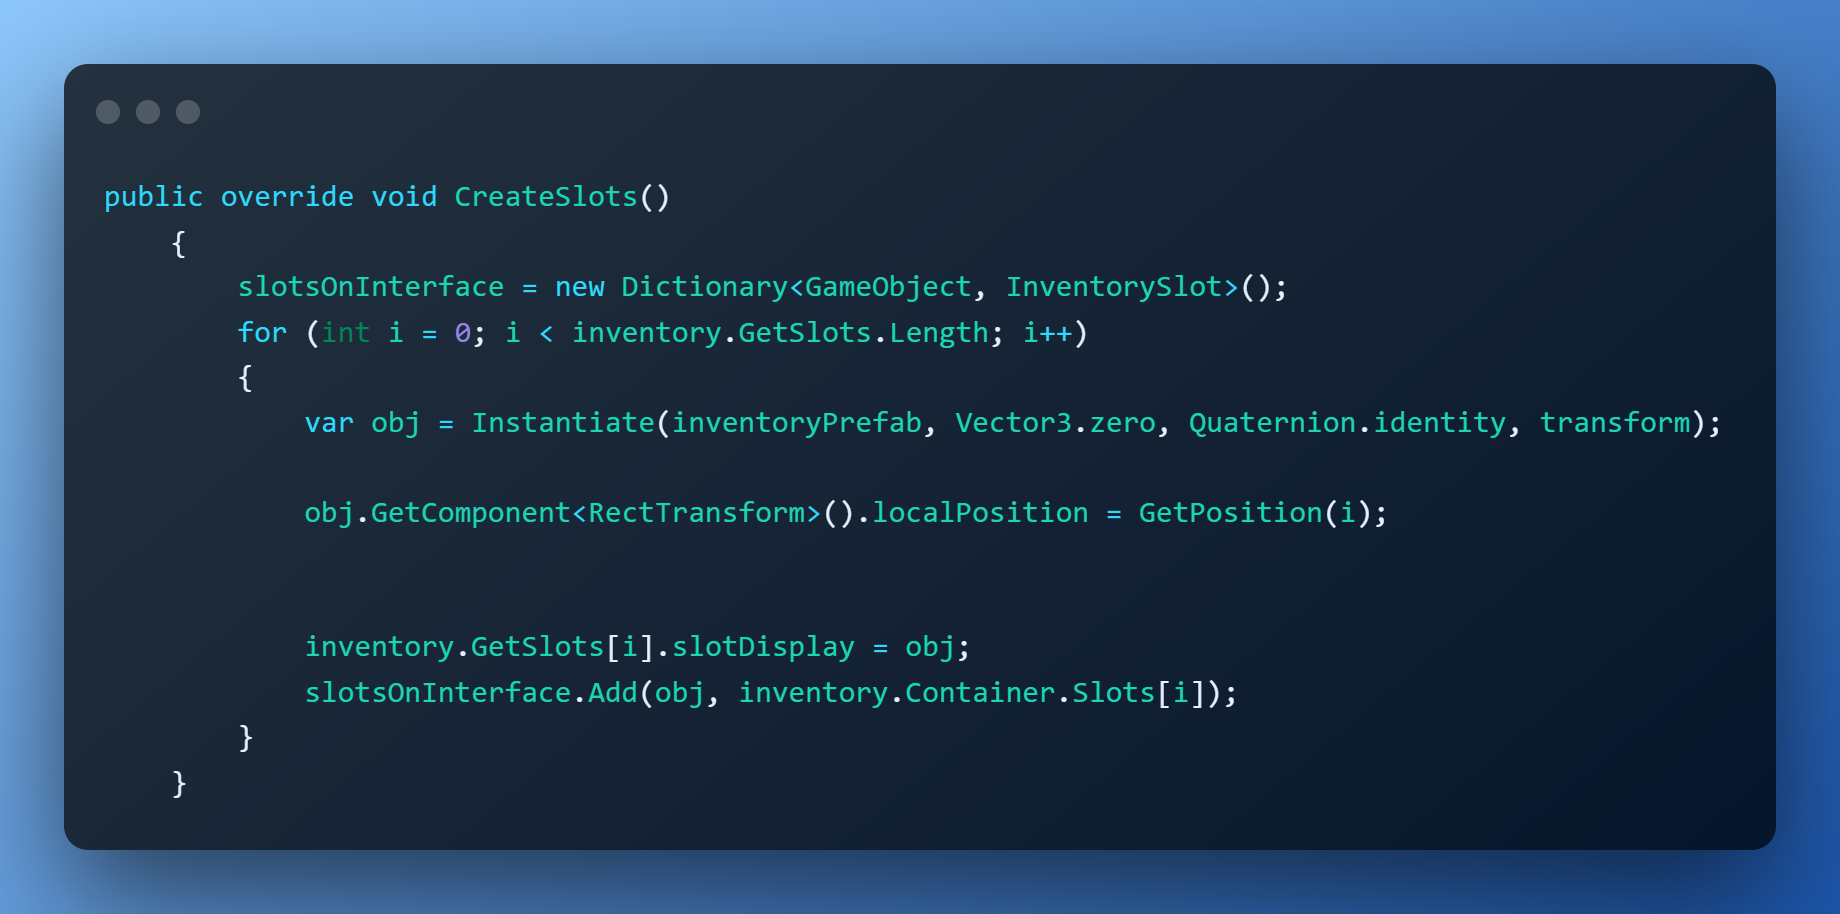 public override void CreateSlots()
    {
        slotsOnInterface = new Dictionary<GameObject, InventorySlot>();
        for (int i = 0; i < inventory.GetSlots.Length; i++)
        {
            var obj = Instantiate(inventoryPrefab, Vector3.zero, Quaternion.identity, transform);
            obj.GetComponent<RectTransform>().localPosition = GetPosition(i);
            inventory.GetSlots[i].slotDisplay = obj;
            slotsOnInterface.Add(obj, inventory.Container.Slots[i]);
        }
    }